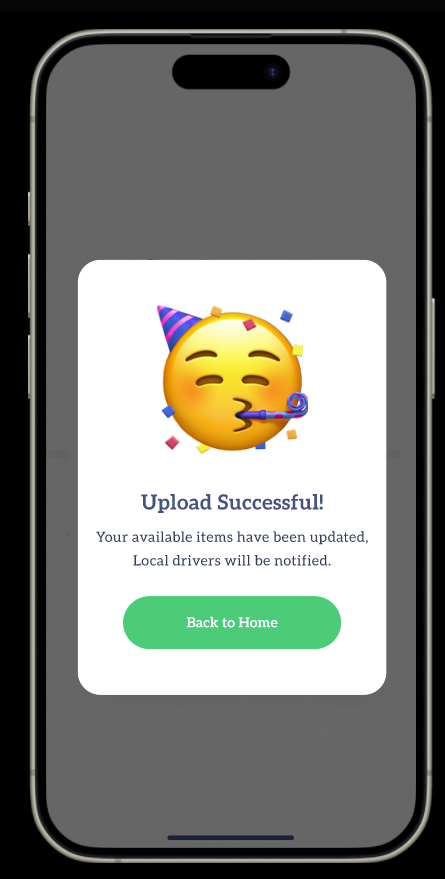 Upload Successful!
Your available items have been updated,
Local drivers will be notified.
Back to Home